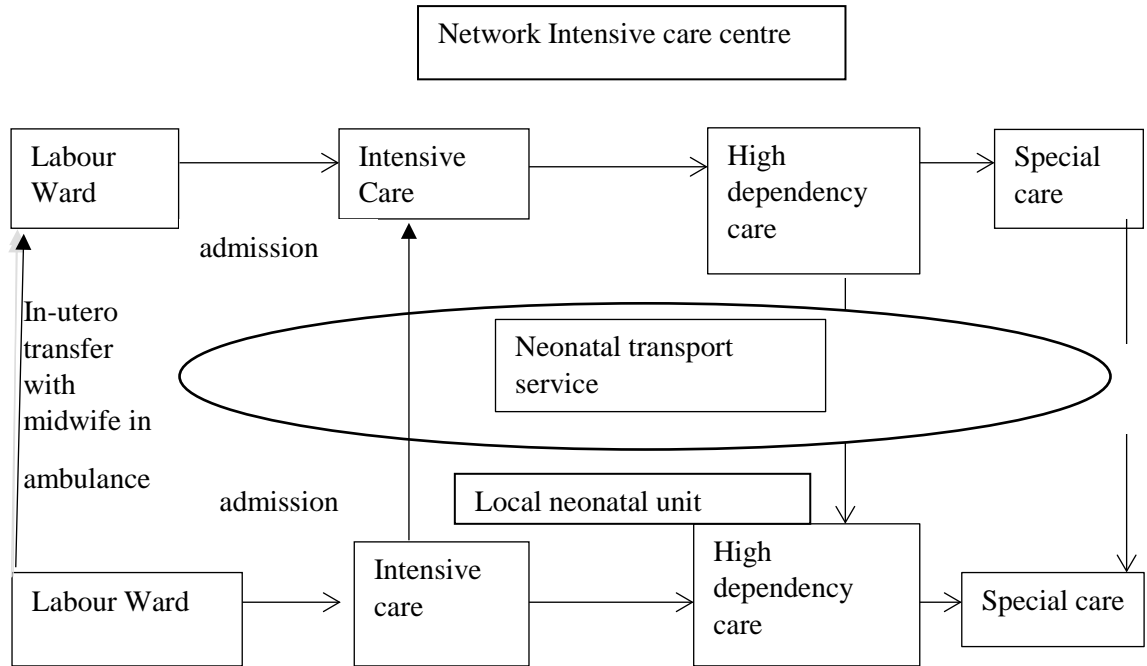 Network Intensive care centre
Labour
Ward
Intensive
Care
High
dependency
care
Special
care
admission
In-utero
transfer
with
midwife in
ambulance
Neonatal transport
service
admission
Local neonatal unit
Labour Ward
Intensive
care
High
dependency
care
Special care